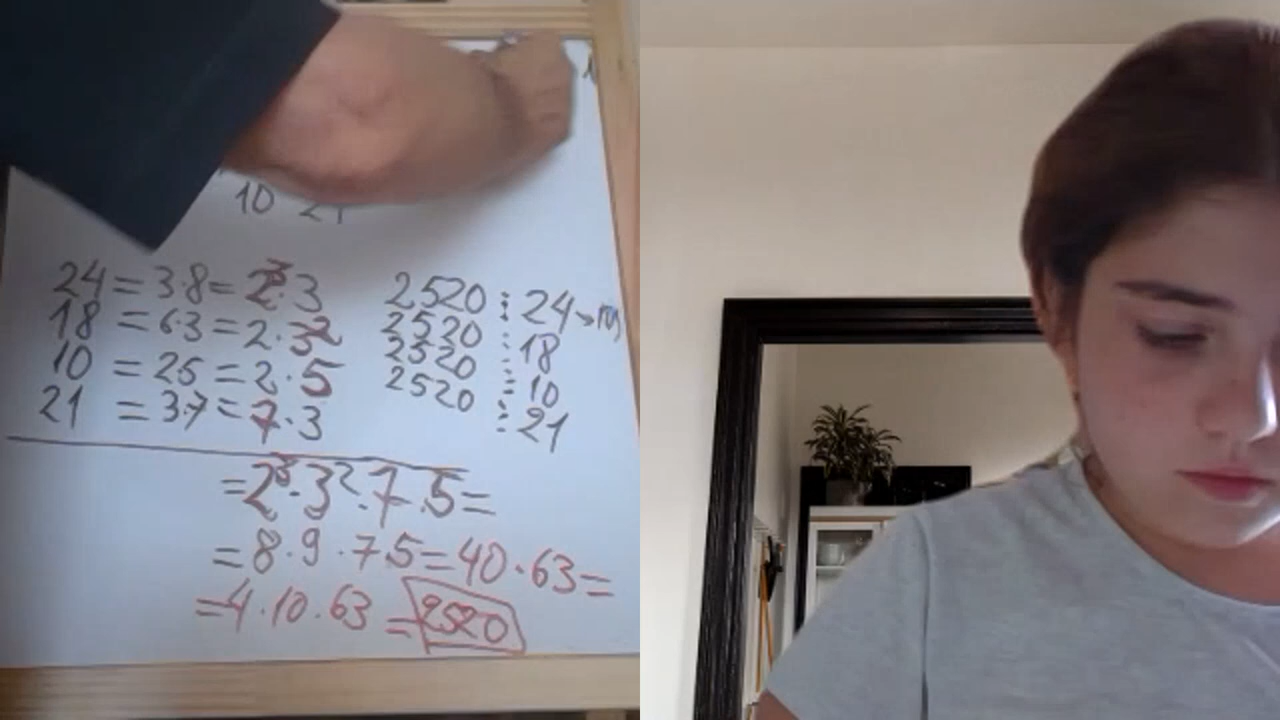 10 21
24 = 3·8 = 2³·3 2520 ⋮ 24 →
18 = 6·3 = 2·3² 2520 ⋮ 18
10 = 25 = 2·5 2520 ⋮ 10
21 = 3·7 = 7·3 2520 ⋮ 21
= 2³·3²·7·5 =
= 8·9·7·5 = 40·63 =
= 4·10·63 = 2520